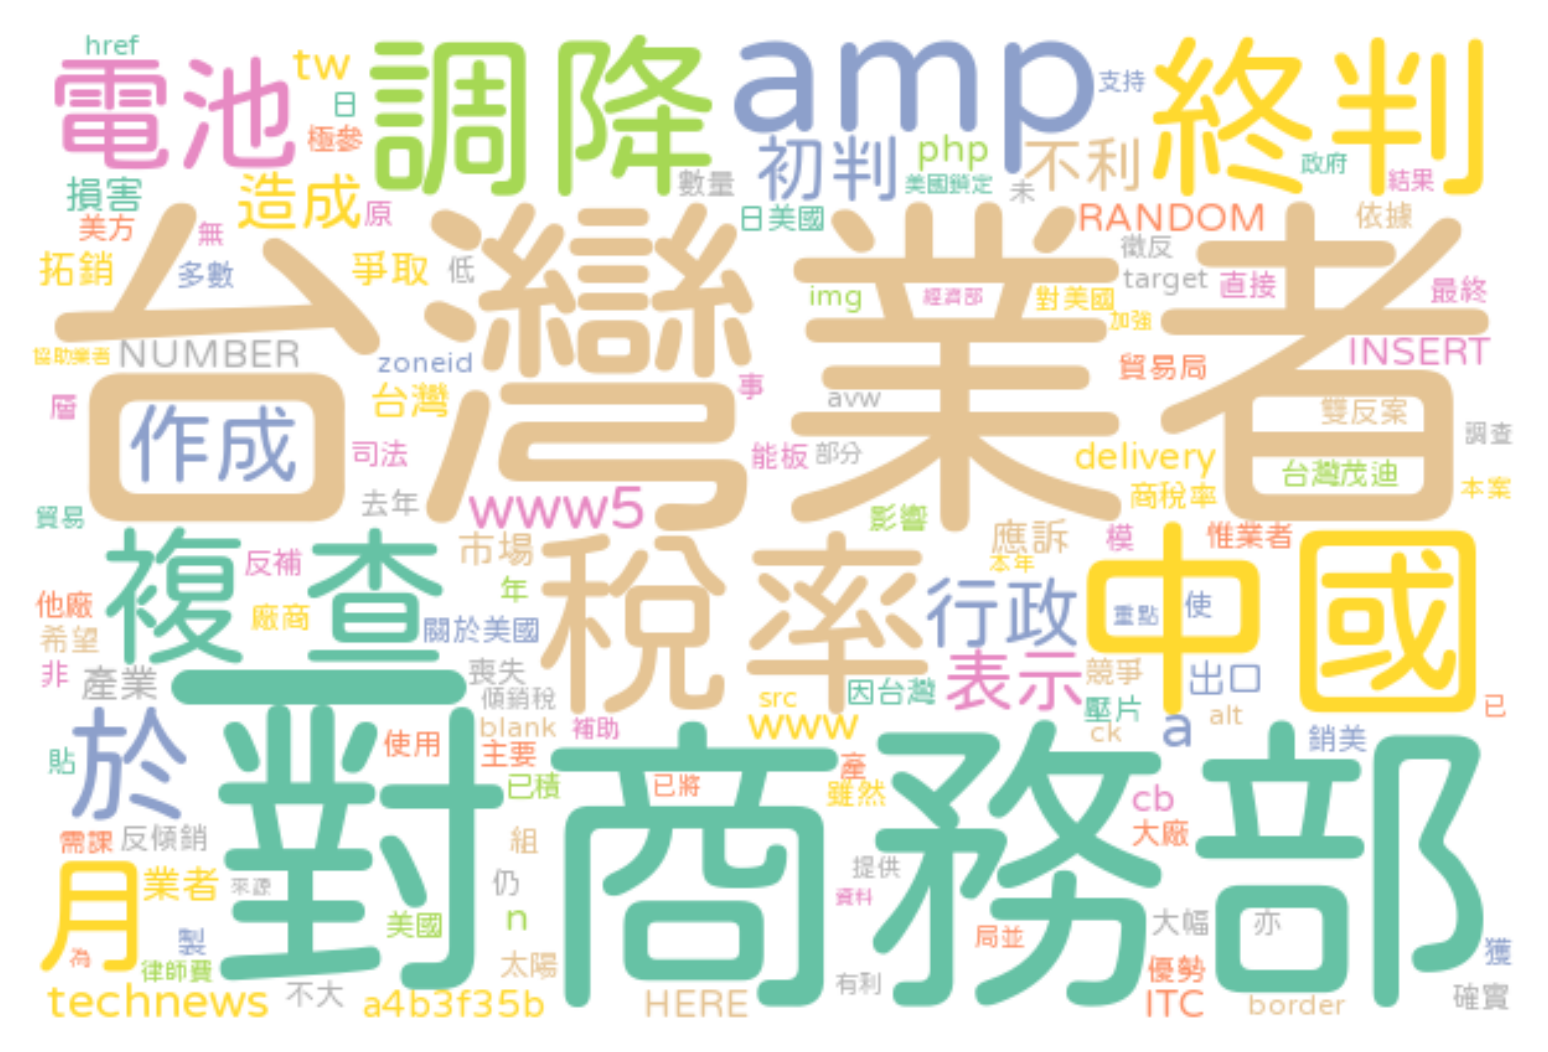 href
電池
tw
日
極參
調降
amp
支持
終判
初判
php
美國鎖定
不利
政府
結果
損害
造成
原
數量
未
美方
無
日美國
RANDOM
依據
拓銷
多數
爭取
低
徵反
target
直接
最終
台灣業者
img
經濟部
對美國
加強
協助業者
NUMBER
zoneid
INSERT
貿易局
層
作成
台灣
事
avw
雙反案
調查
司法
能板
部分
delivery
台灣茂迪
本案
商稅率
去年
www5
影響
貿易
複查
反補
市場
應訴
本年
模
惟業者
中國
稅率
年
行政
重點
使
他廠
希望
廠商
關於美國
非
產業
喪失
傾銷稅
因台灣
表示
競爭
出口
已
src
壓片
blank
補助
www
ck
a
alt
於
一
對
貼
使用
主要
已積
商務部
已將
產
雖然
銷美
cb
大廠
需課
反傾銷
組
提供
月
業者
來源
仍
資料
美國
n
局並
大幅
亦
為
製
律師費
太陽
有利
優勢
獲
technews
不大
a4b3f35b
HERE
ITC
border
確實